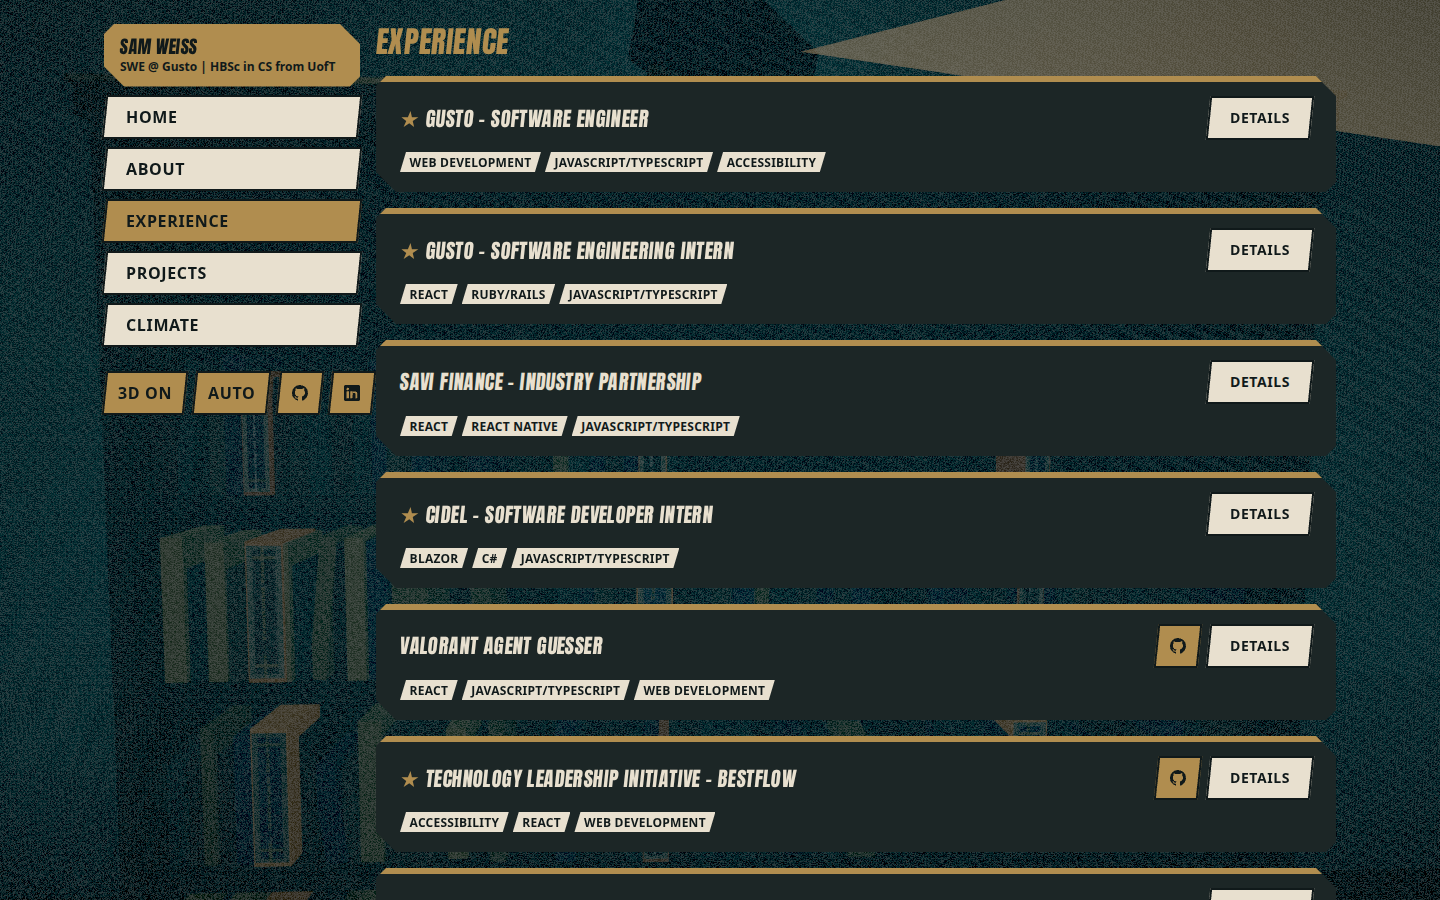 SAM WEISS
SWE @ Gusto | HBSc in CS from UofT
HOME
ABOUT
EXPERIENCE
PROJECTS
CLIMATE
3D ON AUTO
EXPERIENCE
★ GUSTO - SOFTWARE ENGINEER
DETAILS
WEB DEVELOPMENT JAVASCRIPT/TYPESCRIPT ACCESSIBILITY
★ GUSTO - SOFTWARE ENGINEERING INTERN
DETAILS
REACT RUBY/RAILS JAVASCRIPT/TYPESCRIPT
SAVI FINANCE - INDUSTRY PARTNERSHIP
DETAILS
REACT REACT NATIVE JAVASCRIPT/TYPESCRIPT
★ CIDEL - SOFTWARE DEVELOPER INTERN
DETAILS
BLAZOR C# JAVASCRIPT/TYPESCRIPT
VALORANT AGENT GUESSER
DETAILS
REACT JAVASCRIPT/TYPESCRIPT WEB DEVELOPMENT
★ TECHNOLOGY LEADERSHIP INITIATIVE - BESTFLOW
DETAILS
ACCESSIBILITY REACT WEB DEVELOPMENT